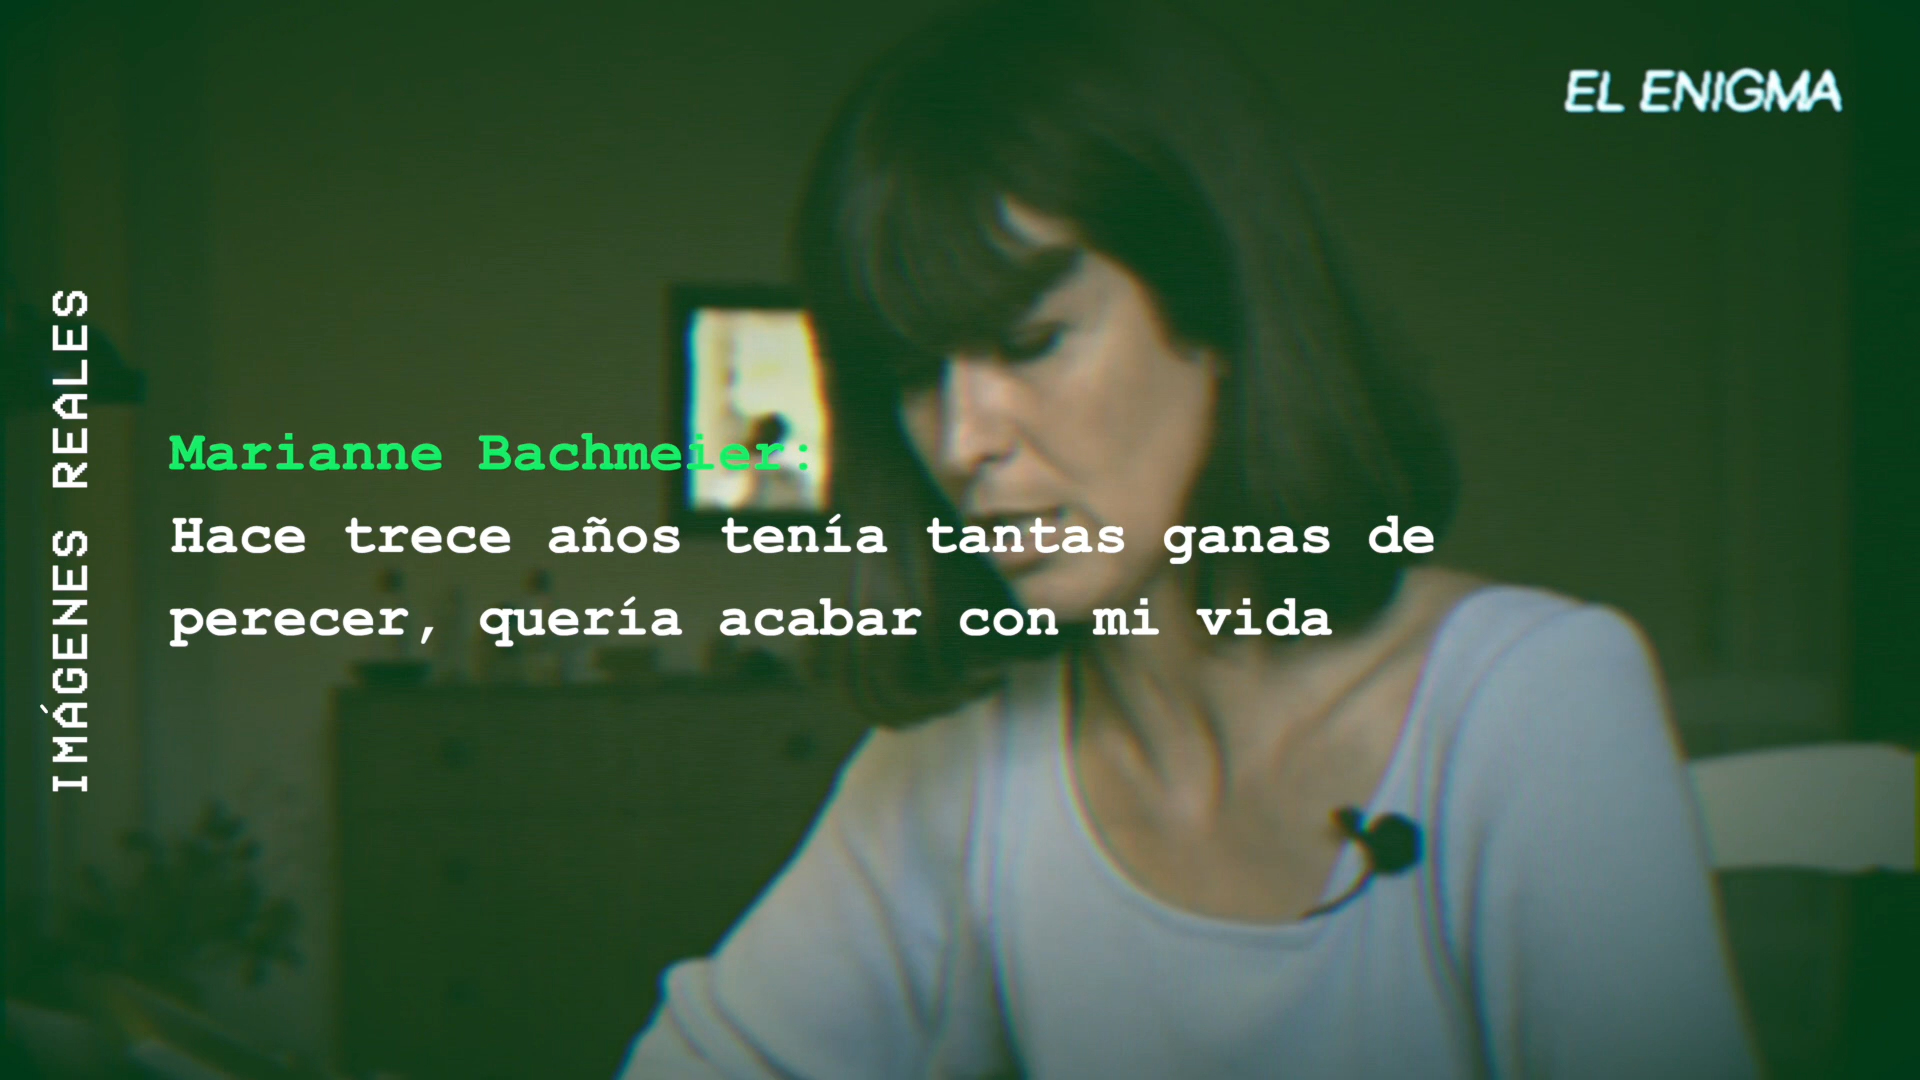 EL ENIGMA
IMÁGENES REALES
Marianne Bachmeier:
Hace trece años tenía tantas ganas de
perecer, quería acabar con mi vida